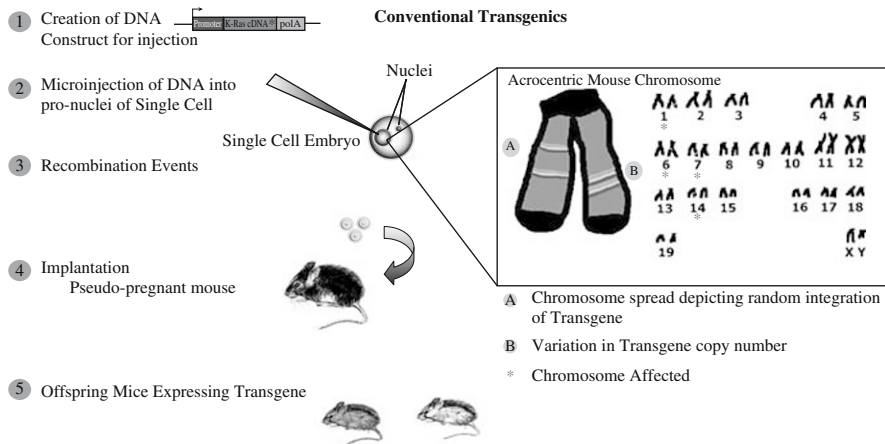 Conventional Transgenics
1 Creation of DNA
Construct for injection
Promoter K-Ras cDNA* polA
2 Microinjection of DNA into
pro-nuclei of Single Cell
Nuclei
Single Cell Embryo
3 Recombination Events
4 Implantation
Pseudo-pregnant mouse
5 Offspring Mice Expressing Transgene
Acrocentric Mouse Chromosome
A
B
1 2 3 4 5
*
6 7 8 9 10 11 12
* *
13 14 15 16 17 18
*
19 X Y
A Chromosome spread depicting random integration
of Transgene
B Variation in Transgene copy number
* Chromosome Affected